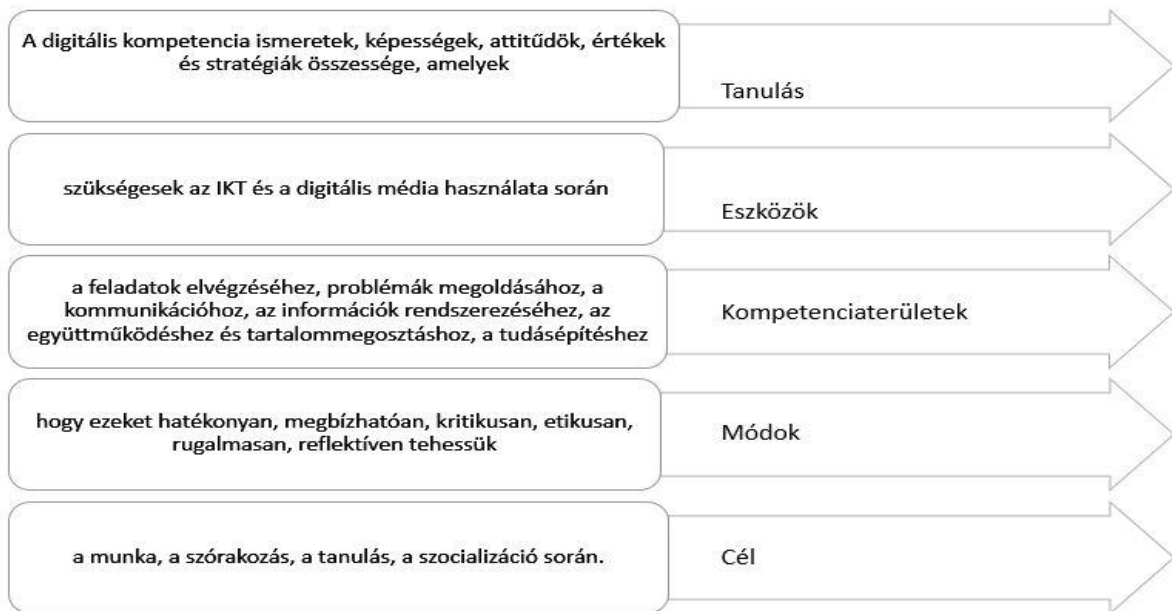 A digitális kompetencia ismeretek, képességek, attitűdök, értékek
és stratégiák összessége, amelyek
Tanulás
szükségesek az IKT és a digitális média használata során
Eszközök
a feladatok elvégzéséhez, problémák megoldásához, a
kommunikációhoz, az információk rendszerezéséhez, az
együttműködéshez és tartalommegosztáshoz, a tudásépítéshez
Kompetenciaterületek
hogy ezeket hatékonyan, megbízhatóan, kritikusan, etikusan,
rugalmasan, reflektíven tehessük
Módok
a munka, a szórakozás, a tanulás, a szocializáció során.
Cél